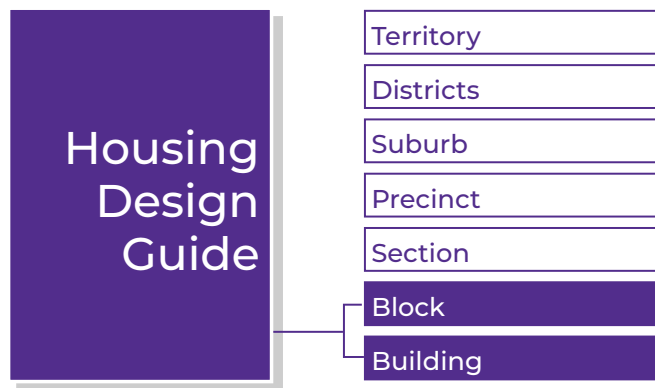 Housing
Design
Guide
Territory
Districts
Suburb
Precinct
Section
Block
Building